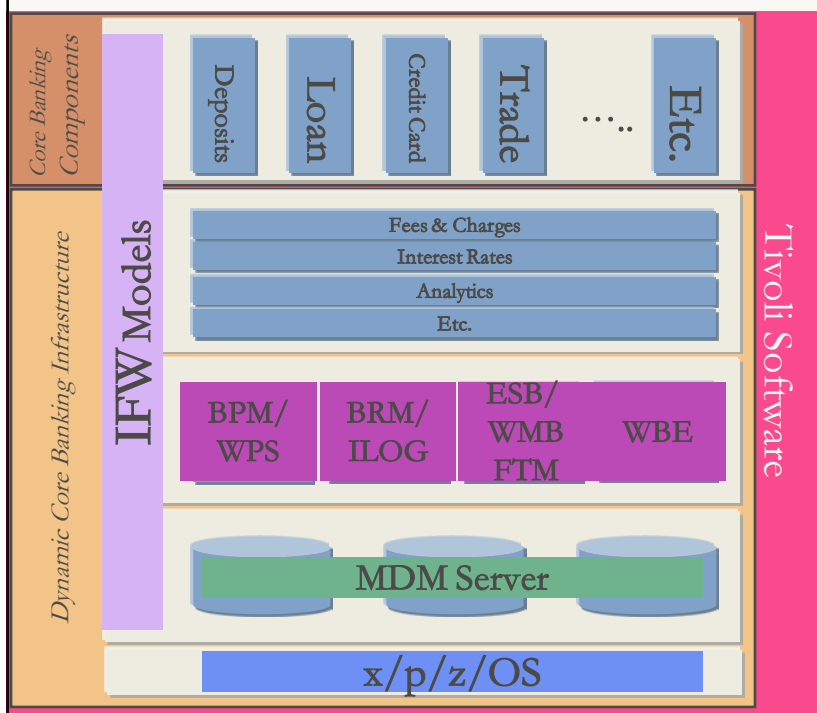 Core Banking
Components
Deposits
Loan
Credit Card
Trade
.....
Etc.
Dynamic Core Banking Infrastructure
IFW Models
Fees & Charges
Interest Rates
Analytics
Etc.
BPM/
WPS
BRM/
ILOG
ESB/
WMB
FTM
WBE
MDM Server
x/p/z/OS
Tivoli Software